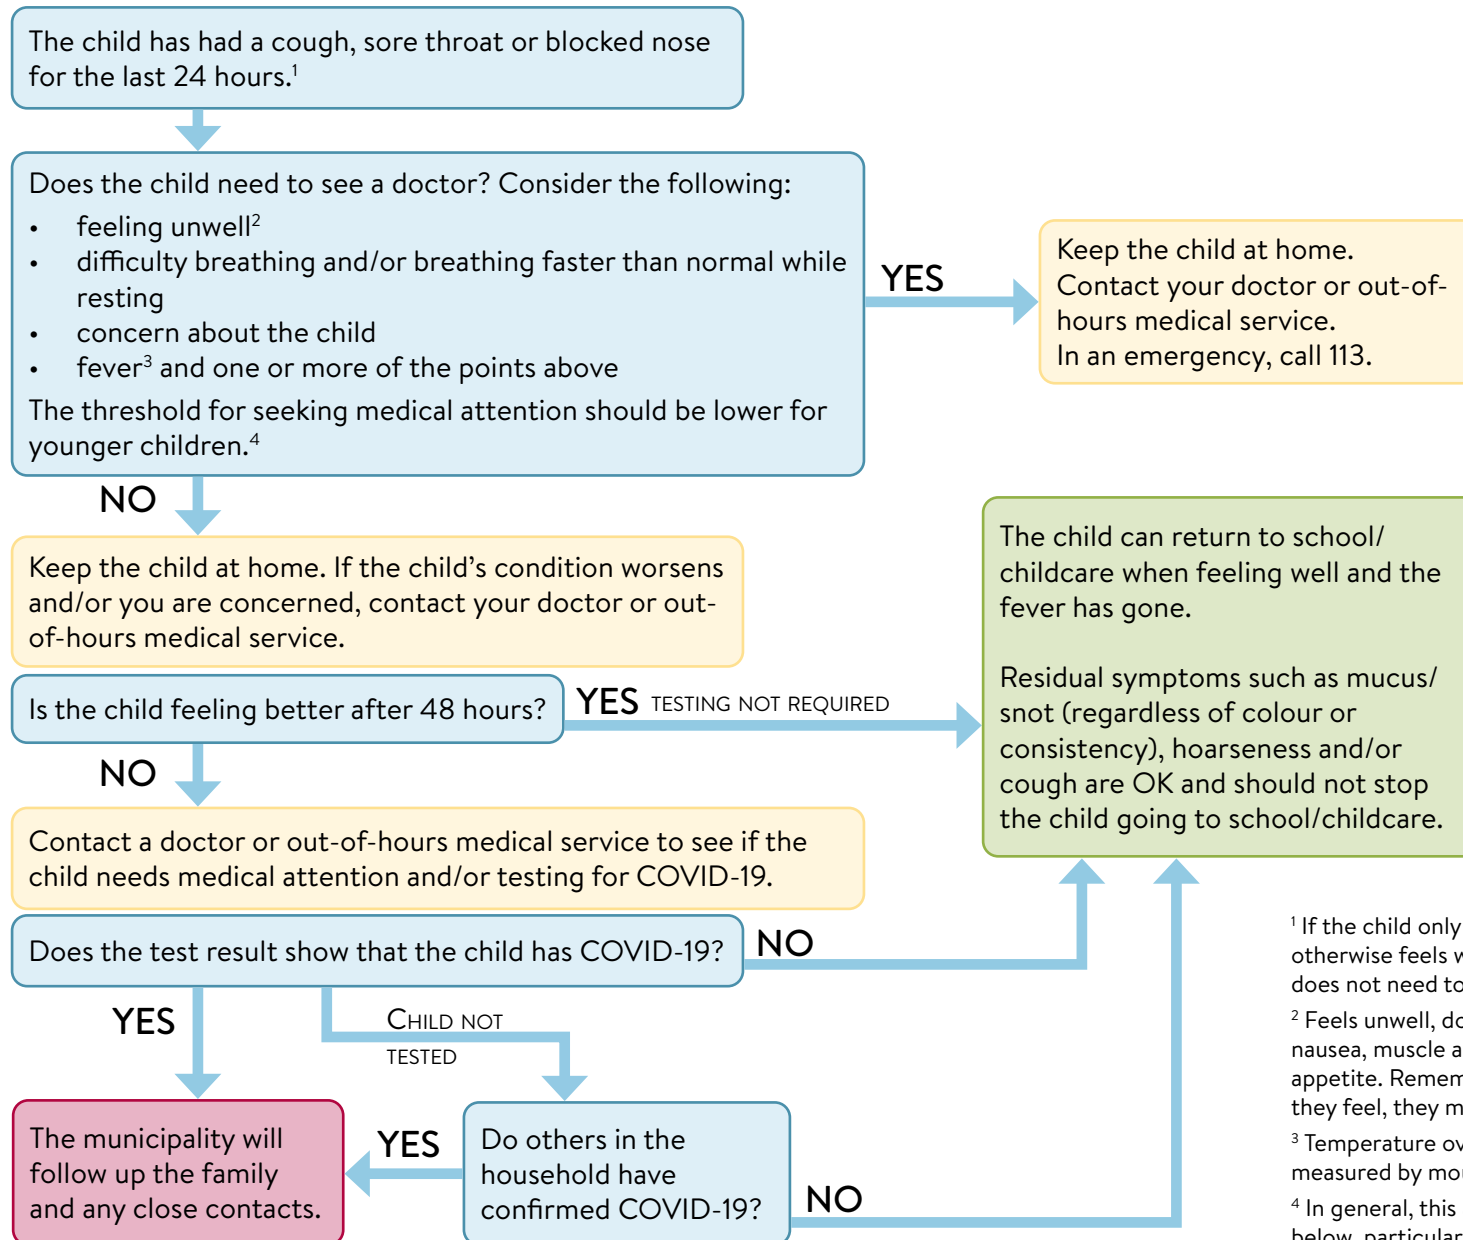 The child has had a cough, sore throat or blocked nose
for the last 24 hours.¹
Does the child need to see a doctor? Consider the following:
• feeling unwell²
• difficulty breathing and/or breathing faster than normal while
resting
• concern about the child
• fever³ and one or more of the points above
The threshold for seeking medical attention should be lower for
younger children.⁴
YES
Keep the child at home.
Contact your doctor or out-of-
hours medical service.
In an emergency, call 113.
NO
Keep the child at home. If the child's condition worsens
and/or you are concerned, contact your doctor or out-
of-hours medical service.
Is the child feeling better after 48 hours?
YES TESTING NOT REQUIRED
The child can return to school/
childcare when feeling well and the
fever has gone.
Residual symptoms such as mucus/
snot (regardless of colour or
consistency), hoarseness and/or
cough are OK and should not stop
the child going to school/childcare.
NO
Contact a doctor or out-of-hours medical service to see if the
child needs medical attention and/or testing for COVID-19.
Does the test result show that the child has COVID-19?
NO
YES
CHILD NOT
TESTED
The municipality will
follow up the family
and any close contacts.
YES
Do others in the
household have
confirmed COVID-19?
NO
¹ If the child only
otherwise feels
does not need to
² Feels unwell,
nausea, muscle
appetite.
they feel, they
³ Temperature
measured by
⁴ In general, this
below, particular